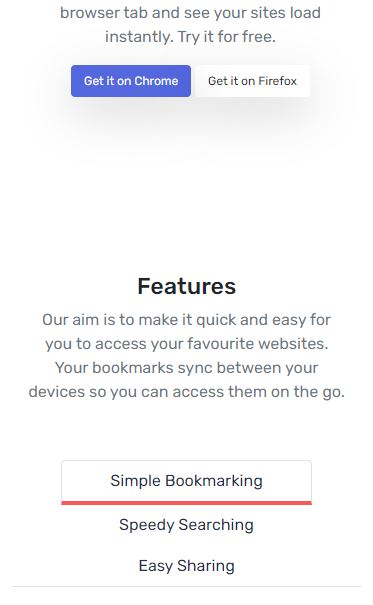 browser tab and see your sites load
instantly. Try it for free.
Get it on Chrome
Get it on Firefox
Features
Our aim is to make it quick and easy for
you to access your favourite websites.
Your bookmarks sync between your
devices so you can access them on the go.
Simple Bookmarking
Speedy Searching
Easy Sharing